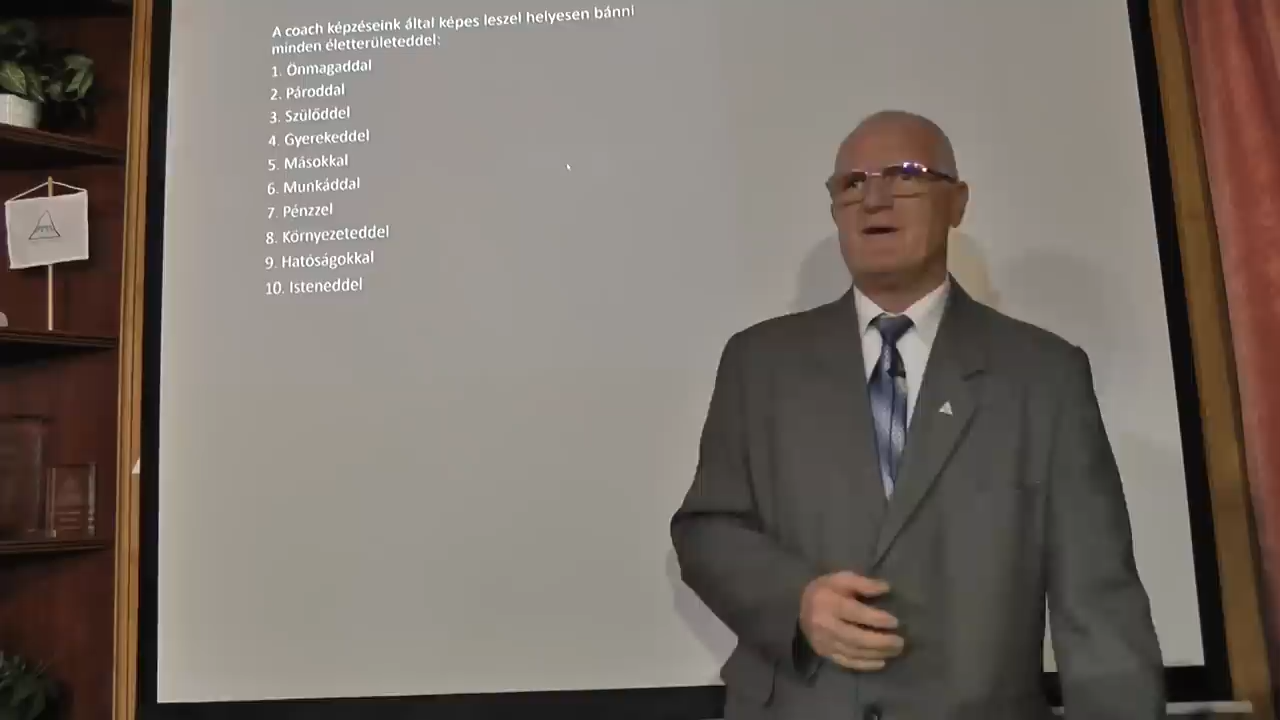 A coach képzéseink által képes leszel helyesen bánni
minden életterületeddel:
1. Önmagaddal
2. Pároddal
3. Szülőddel
4. Gyerekeddel
5. Másokkal
6. Munkáddal
7. Pénzzel
8. Környezeteddel
9. Hatóságokkal
10. Isteneddel